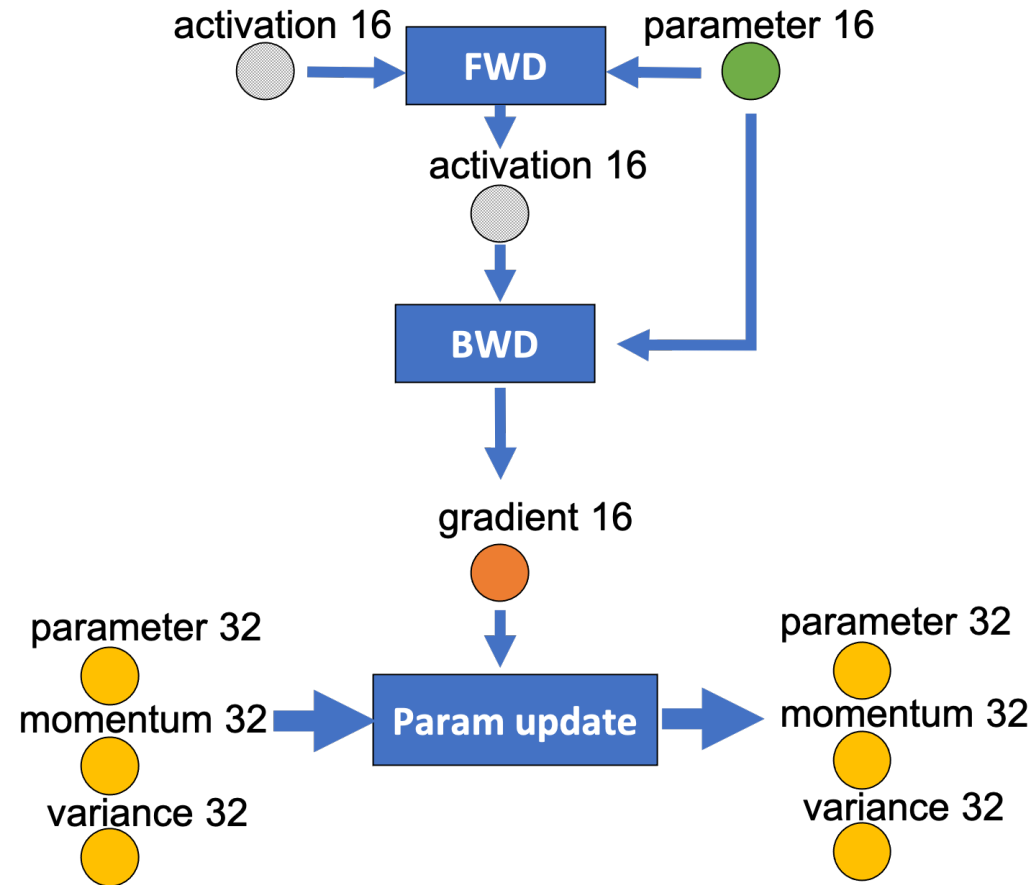 activation 16
parameter 16
FWD
activation 16
BWD
gradient 16
parameter 32
momentum 32
variance 32
Param update
parameter 32
momentum 32
variance 32